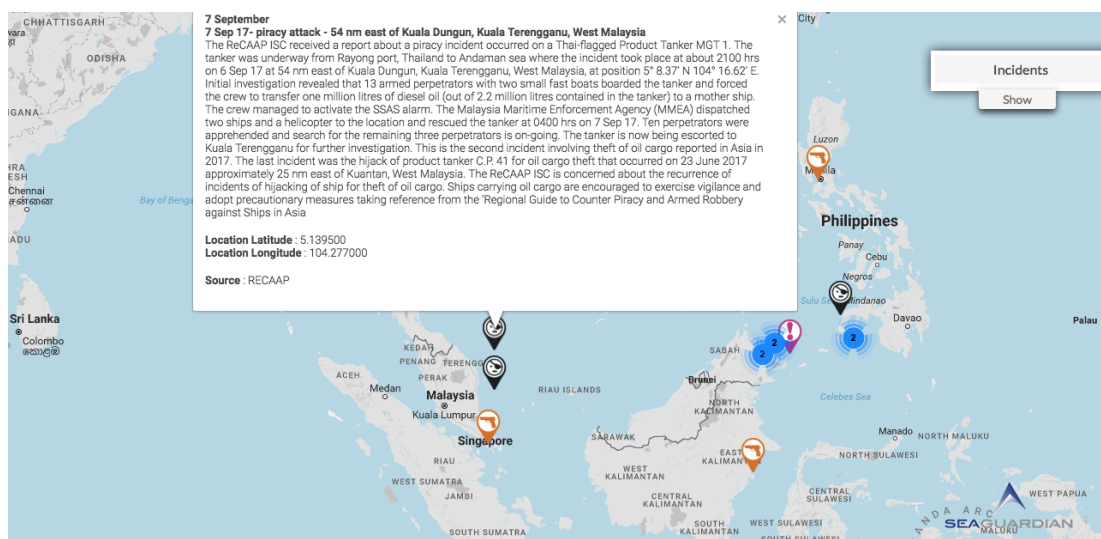 7 September
7 Sep 17- piracy attack - 54 nm east of Kuala Dungun, Kuala Terengganu, West Malaysia
The ReCAAP ISC received a report about a piracy incident occurred on a Thai-flagged Product Tanker MGT 1. The
tanker was underway from Rayong port, Thailand to Andaman sea where the incident took place at about 2100 hrs
on 6 Sep 17 at 54 nm east of Kuala Dungun, Kuala Terengganu, West Malaysia, at position 5° 8.37' N 104° 16.62' E.
Initial investigation revealed that 13 armed perpetrators with two small fast boats boarded the tanker and forced
the crew to transfer one million litres of diesel oil (out of 2.2 million litres contained in the tanker) to a mother ship.
The crew managed to activate the SSAS alarm. The Malaysia Maritime Enforcement Agency (MMEA) dispatched
two ships and a helicopter to the location and rescued the tanker at 0400 hrs on 7 Sep 17. Ten perpetrators were
apprehended and search for the remaining three perpetrators is on-going. The tanker is now being escorted to
Kuala Terengganu for further investigation. This is the second incident involving theft of oil cargo reported in Asia in
2017. The last incident was the hijack of product tanker C.P. 41 for oil cargo theft that occurred on 23 June 2017
approximately 25 nm east of Kuantan, West Malaysia. The ReCAAP ISC is concerned about the recurrence of
incidents of hijacking of ship for theft of oil cargo. Ships carrying oil cargo are encouraged to exercise vigilance and
adopt precautionary measures taking reference from the 'Regional Guide to Counter Piracy and Armed Robbery
against Ships in Asia
Location Latitude : 5.139500
Location Longitude : 104.277000
Source : RECAAP
×
City
Incidents
Show
CHHATTISGARH
ODISHA
Chennai
சென்னை
Bay of Benga
ADU
Sri Lanka
Colombo
කොළඹ
Luzon
Philippines
Panay
Cebu
Negros
Sulu
Mindanao
Davao
Palau
2
2
2
SABAH
Brunei
Celebes Sea
KEDAH
PENANG
PERAK
ACEH
Medan
Malaysia
Kuala Lumpur
RIAU ISLANDS
Singapore
SARAWAK
NORTH
KALIMANTAN
EAST
KALIMANTAN
WEST
KALIMANTAN
CENTRAL
KALIMANTAN
SOUTH
KALIMANTAN
RIAU
WEST SUMATRA
JAMBI
SOUTH SUMATRA
Manado
NORTH MALUKU
NORTH SULAWESI
CENTRAL
SULAWESI
WEST SULAWESI
WEST PAPUA
SEAGUARDIAN
MALUKU